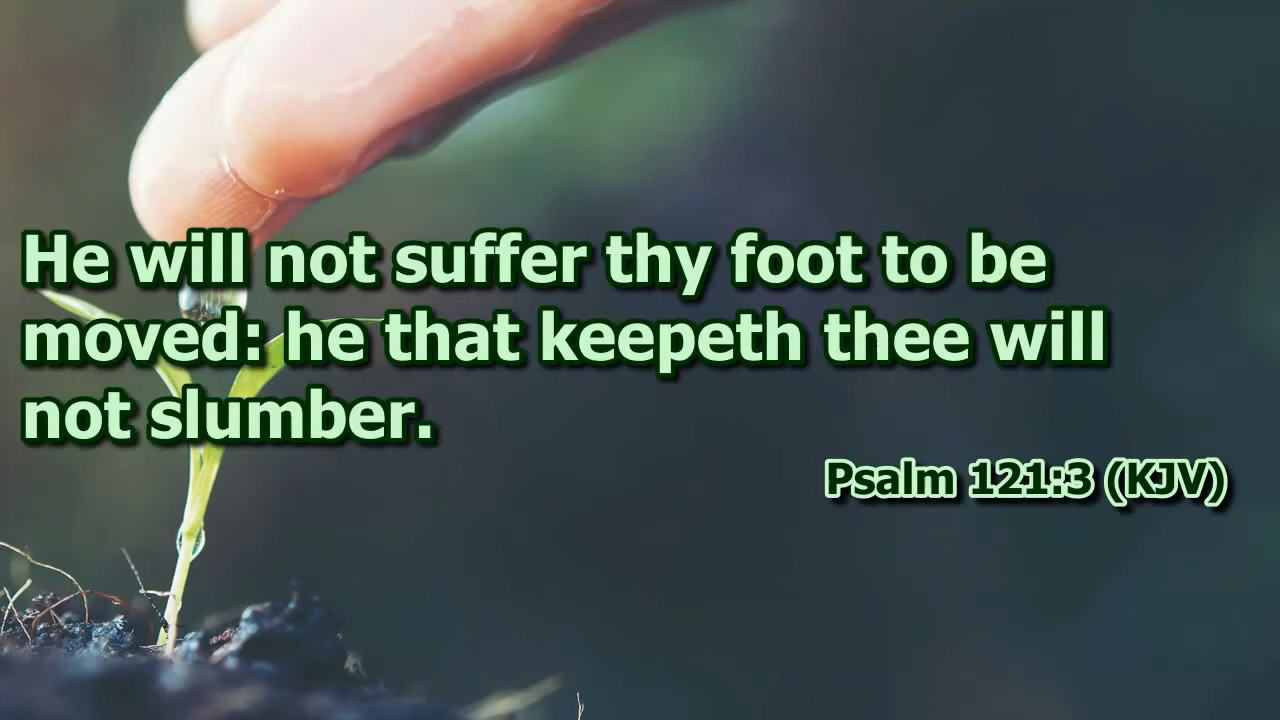 He will not suffer thy foot to be
moved: he that keepeth thee will
not slumber.
Psalm 121:3 (KJV)